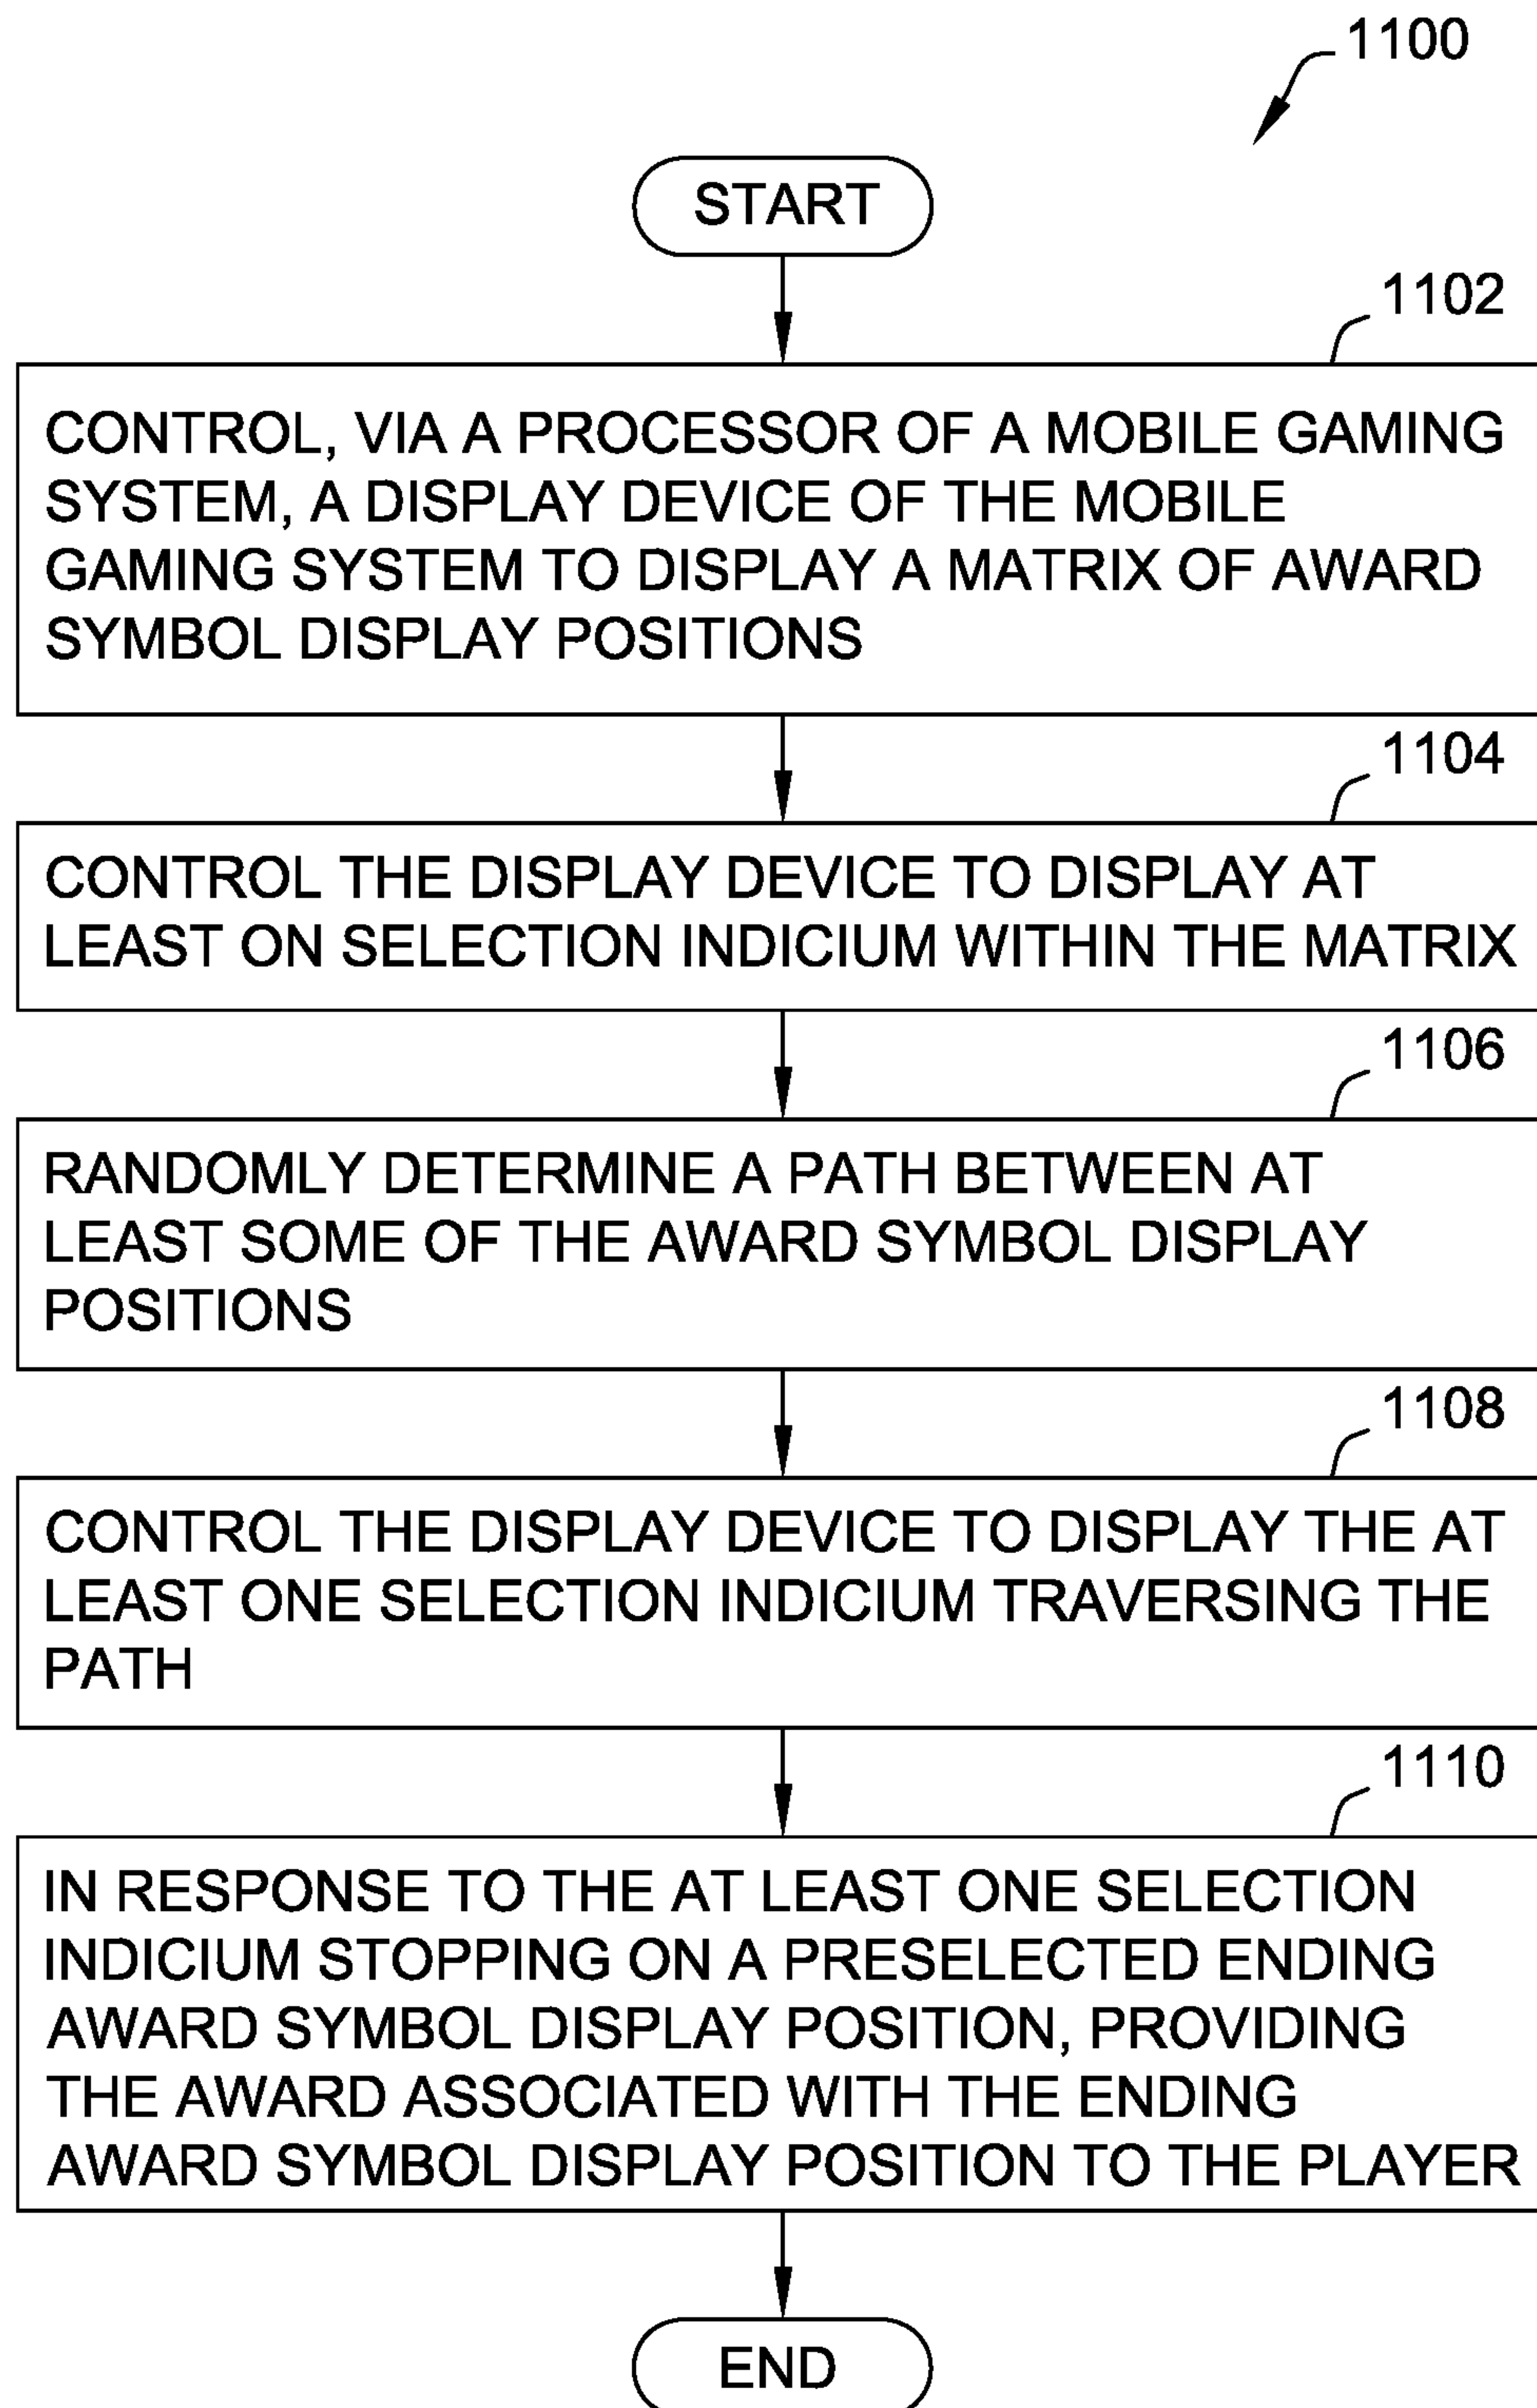 1100
START
1102
CONTROL, VIA A PROCESSOR OF A MOBILE GAMING
SYSTEM, A DISPLAY DEVICE OF THE MOBILE
GAMING SYSTEM TO DISPLAY A MATRIX OF AWARD
SYMBOL DISPLAY POSITIONS
1104
CONTROL THE DISPLAY DEVICE TO DISPLAY AT
LEAST ON SELECTION INDICIUM WITHIN THE MATRIX
1106
RANDOMLY DETERMINE A PATH BETWEEN AT
LEAST SOME OF THE AWARD SYMBOL DISPLAY
POSITIONS
1108
CONTROL THE DISPLAY DEVICE TO DISPLAY THE AT
LEAST ONE SELECTION INDICIUM TRAVERSING THE
PATH
1110
IN RESPONSE TO THE AT LEAST ONE SELECTION
INDICIUM STOPPING ON A PRESELECTED ENDING
AWARD SYMBOL DISPLAY POSITION, PROVIDING
THE AWARD ASSOCIATED WITH THE ENDING
AWARD SYMBOL DISPLAY POSITION TO THE PLAYER
END